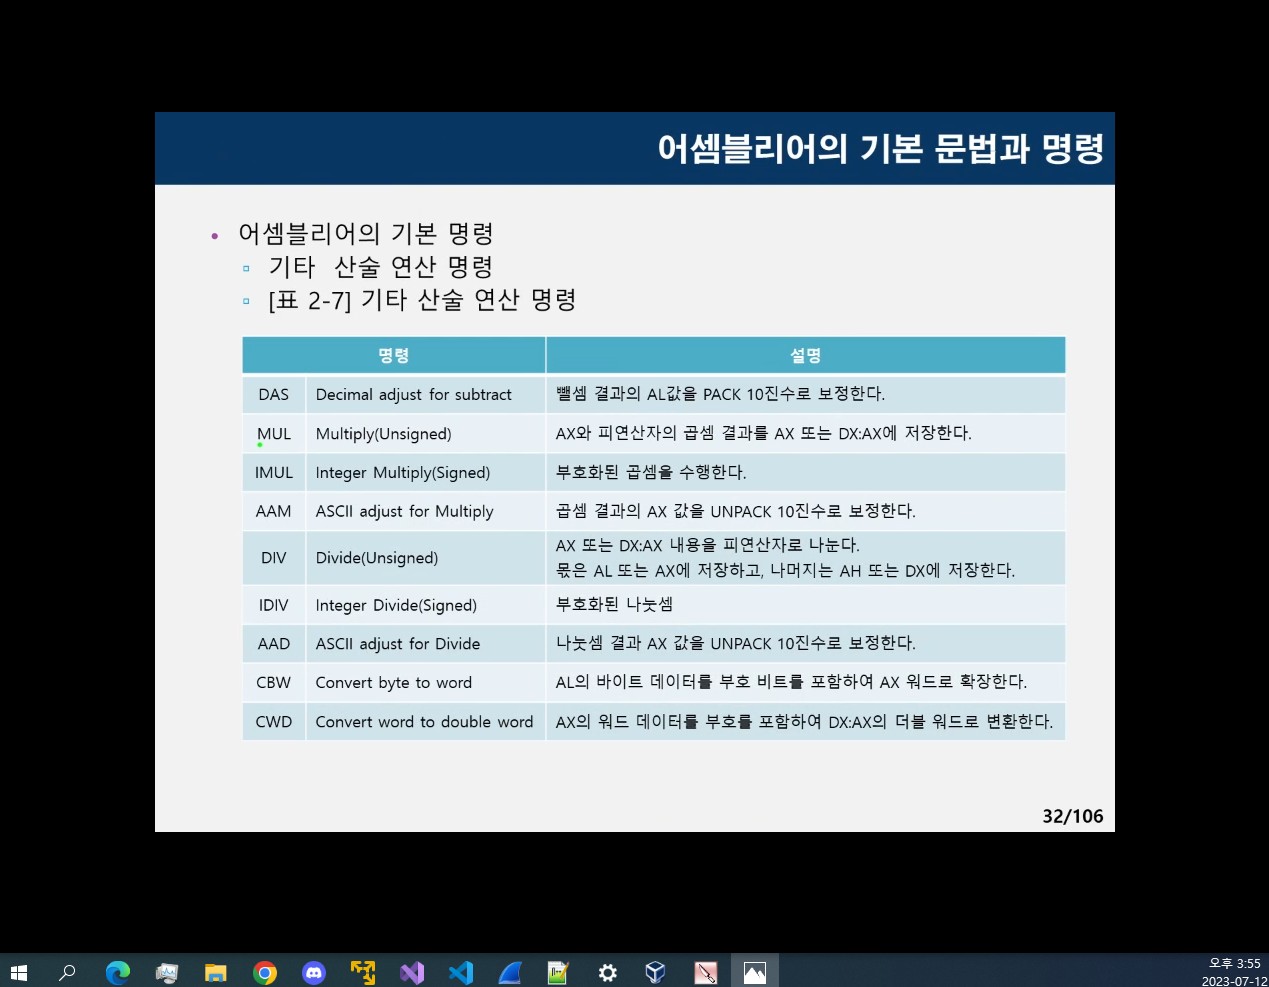 어셈블리어의 기본 문법과 명령
• 어셈블리어의 기본 명령
▫ 기타 산술 연산 명령
▫ [표 2-7] 기타 산술 연산 명령
명령 설명
DAS Decimal adjust for subtract 뺄셈 결과의 AL값을 PACK 10진수로 보정한다.
MUL Multiply(Unsigned) AX와 피연산자의 곱셈 결과를 AX 또는 DX:AX에 저장한다.
IMUL Integer Multiply(Signed) 부호화된 곱셈을 수행한다.
AAM ASCII adjust for Multiply 곱셈 결과의 AX 값을 UNPACK 10진수로 보정한다.
DIV Divide(Unsigned) AX 또는 DX:AX 내용을 피연산자로 나눈다.
몫은 AL 또는 AX에 저장하고, 나머지는 AH 또는 DX에 저장한다.
IDIV Integer Divide(Signed) 부호화된 나눗셈
AAD ASCII adjust for Divide 나눗셈 결과 AX 값을 UNPACK 10진수로 보정한다.
CBW Convert byte to word AL의 바이트 데이터를 부호 비트를 포함하여 AX 워드로 확장한다.
CWD Convert word to double word AX의 워드 데이터를 부호를 포함하여 DX:AX의 더블 워드로 변환한다.
32/106
오후 3:55
2023-07-12